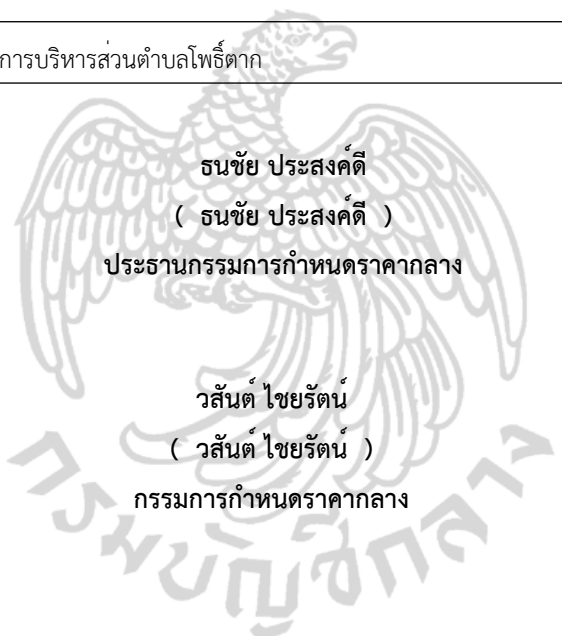 การบริหารส่วนตำบลโพธิ์ตาก
ธนชัย ประสงค์ดี
( ธนชัย ประสงค์ดี )
ประธานกรรมการกำหนดราคากลาง
วสันต์ ไชยรัตน์
( วสันต์ ไชยรัตน์ )
กรรมการกำหนดราคากลาง
กรมบัญชีกลาง